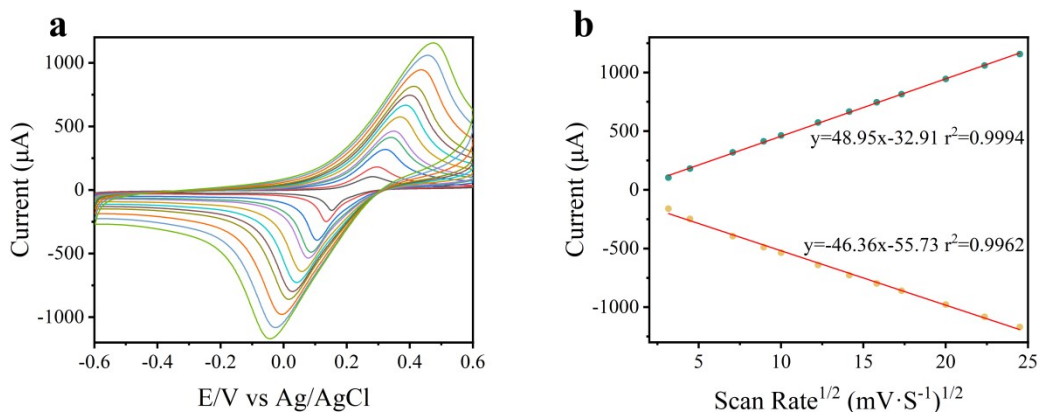 a
1000
500
0
-500
-1000
Current (μA)
-0.6 -0.4 -0.2 0.0 0.2 0.4 0.6
E/V vs Ag/AgCl
b
1000
500
0
-500
-1000
Current (μA)
y=48.95x-32.91 r²=0.9994
y=-46.36x-55.73 r²=0.9962
5 10 15 20 25
Scan Rate^1/2 (mV·S⁻¹)^1/2